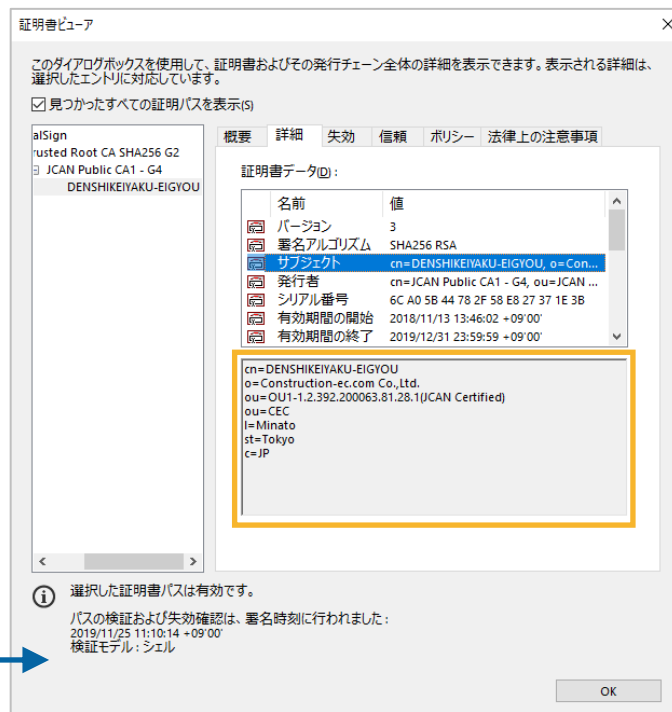 証明書ビューア
このダイアログボックスを使用して、証明書およびその発行チェーン全体の詳細を表示できます。表示される詳細は、
選択したエントリに対応しています。
見つかったすべての証明パスを表示(S)
alSign
rusted Root CA SHA256 G2
JCAN Public CA1 - G4
DENSHIKEIYAKU-EIGYOU
概要 詳細 失効 信頼 ポリシー 法律上の注意事項
証明書データ(D):
名前 値
バージョン 3
署名アルゴリズム SHA256 RSA
サブジェクト cn=DENSHIKEIYAKU-EIGYOU, o=Con...
発行者 cn=JCAN Public CA1 - G4, ou=JCAN ...
シリアル番号 6C A0 5B 44 78 2F 58 E8 27 37 1E 3B
有効期間の開始 2018/11/13 13:46:02 +09'00'
有効期間の終了 2019/12/31 23:59:59 +09'00'
cn=DENSHIKEIYAKU-EIGYOU
o=Construction-ec.com Co.,Ltd.
ou=OU1-1.2.392.200063.81.28.1(JCAN Certified)
ou=CEC
l=Minato
st=Tokyo
c=JP
選択した証明書パスは有効です。
パスの検証および失効確認は、署名時刻に行われました:
2019/11/25 11:10:14 +09'00'
検証モデル:シェル
OK